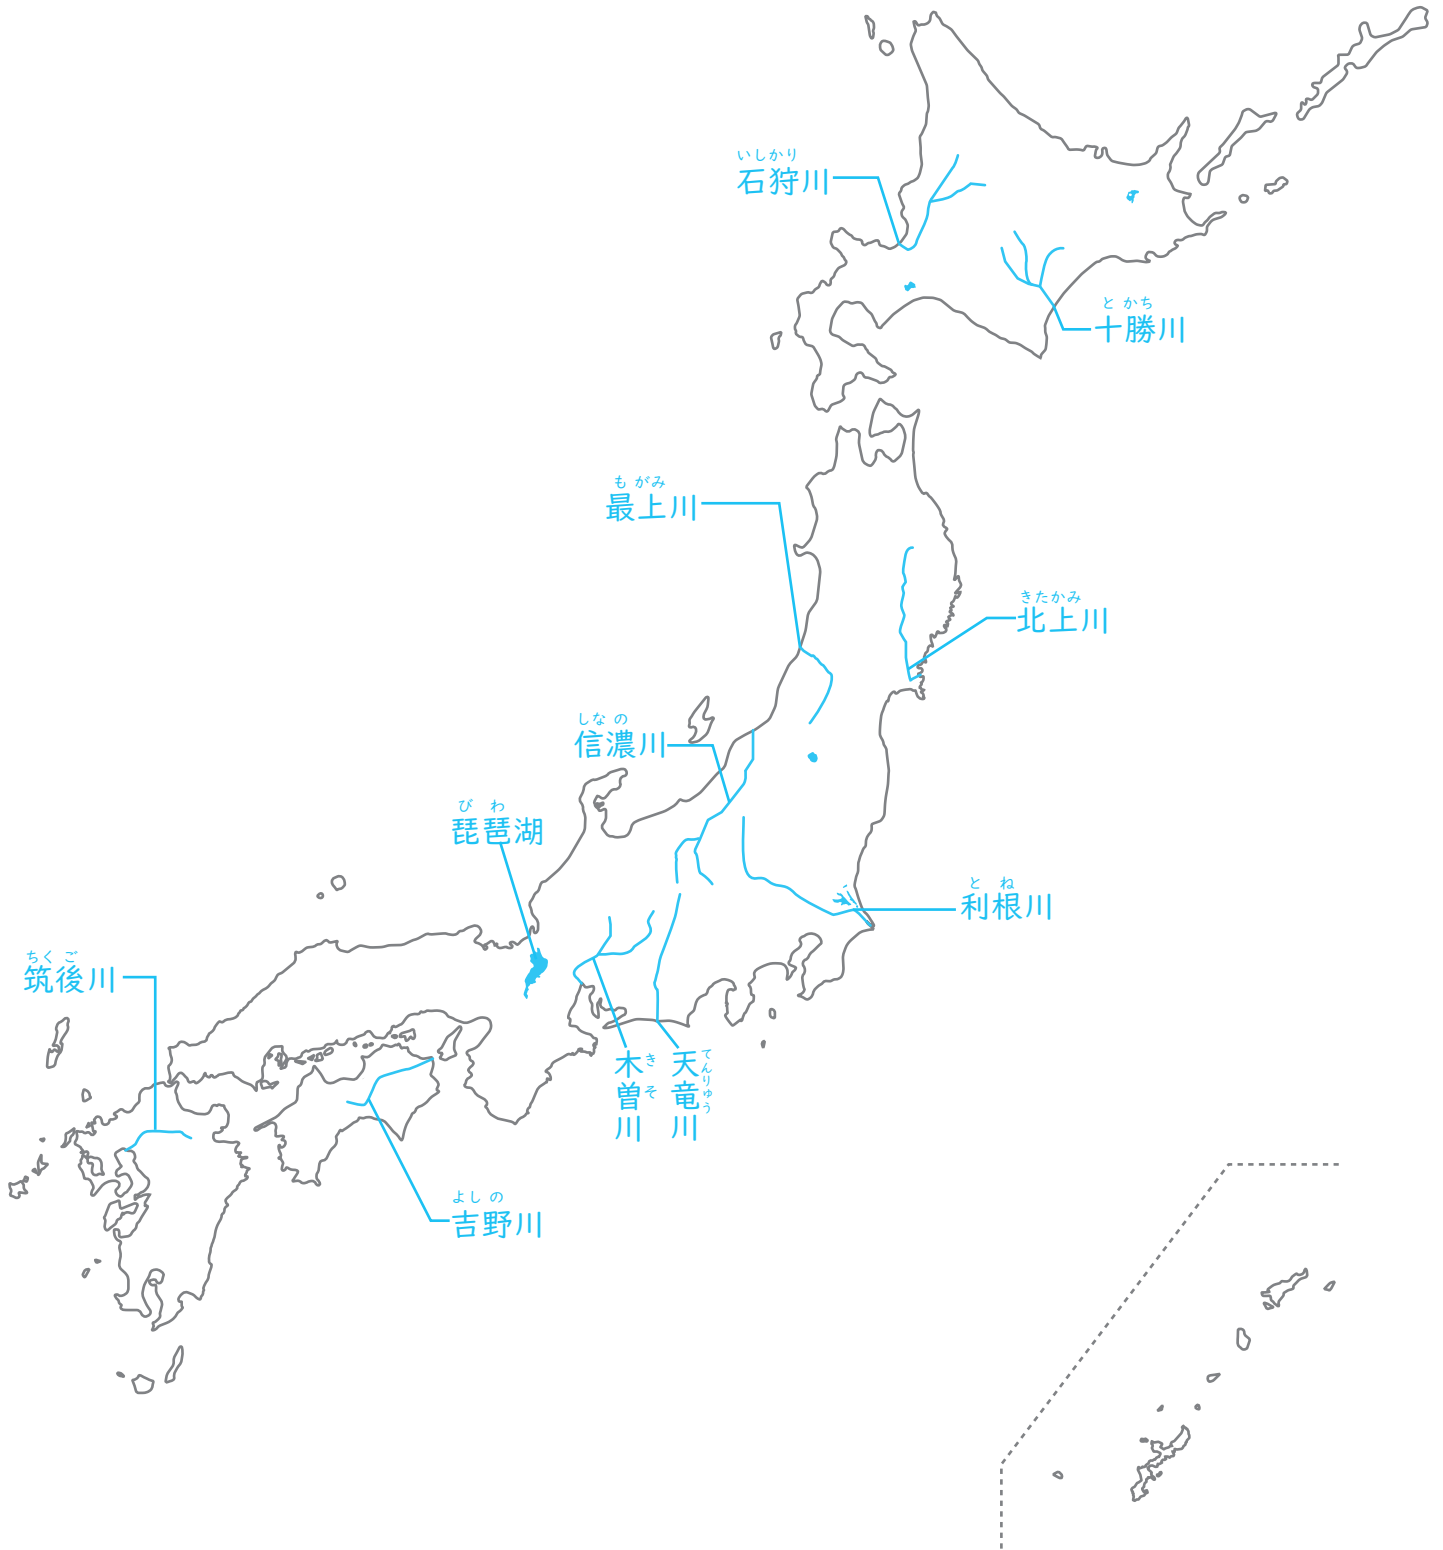 いしかり
石狩川
とかち
十勝川
もがみ
最上川
きたかみ
北上川
しなの
信濃川
びわ
琵琶湖
とね
利根川
ちくご
筑後川
きそ
木曽川
てんりゅう
天竜川
よしの
吉野川